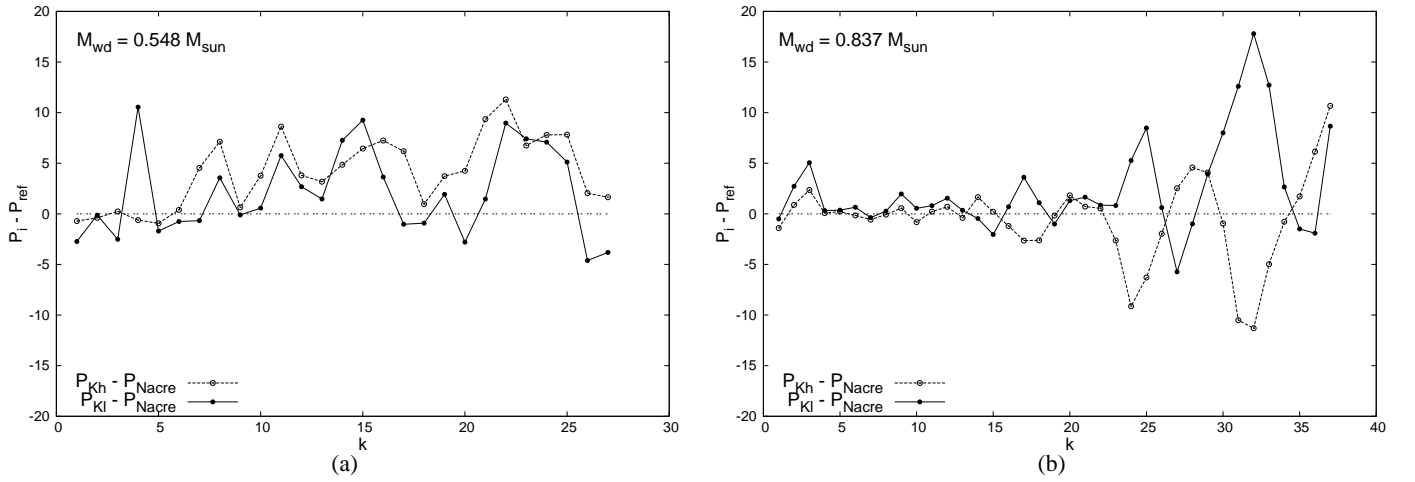 M_wd = 0.548 M_sun
20
15
10
5
0
-5
-10
-15
-20
P_i - P_ref
P_Kh - P_Nacre
P_Kl - P_Nacre
0 5 10 15 20 25 30
k
(a)
M_wd = 0.837 M_sun
20
15
10
5
0
-5
-10
-15
-20
P_i - P_ref
P_Kh - P_Nacre
P_Kl - P_Nacre
0 5 10 15 20 25 30 35 40
k
(b)